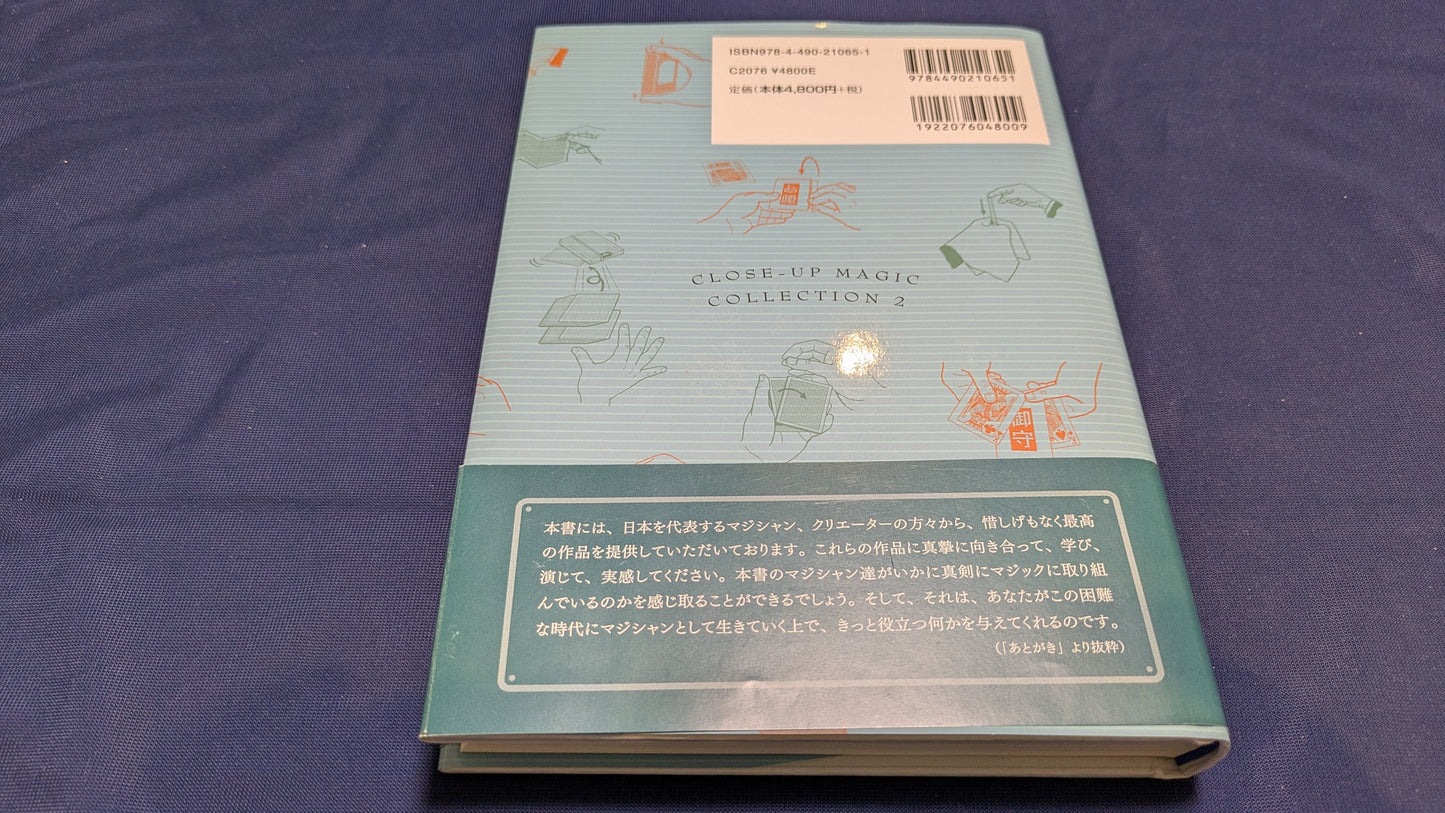 ISBN978-4-490-21065-1
C2076 ¥4800E
定価(本体4,800円+税)
9784490210651
1922076048009
CLOSE-UP MAGIC
COLLECTION 2
御守
本書には、日本を代表するマジシャン、クリエーターの方々から、惜しげもなく最高
の作品を提供していただいております。これらの作品に真摯に向き合って、学び、
演じて、実感してください。本書のマジシャン達がいかに真剣にマジックに取り組
んでいるのかを感じ取ることができるでしょう。そして、それは、あなたがこの困難
な時代にマジシャンとして生きていく上で、きっと役立つ何かを与えてくれるのです。
(「あとがき」より抜粋)